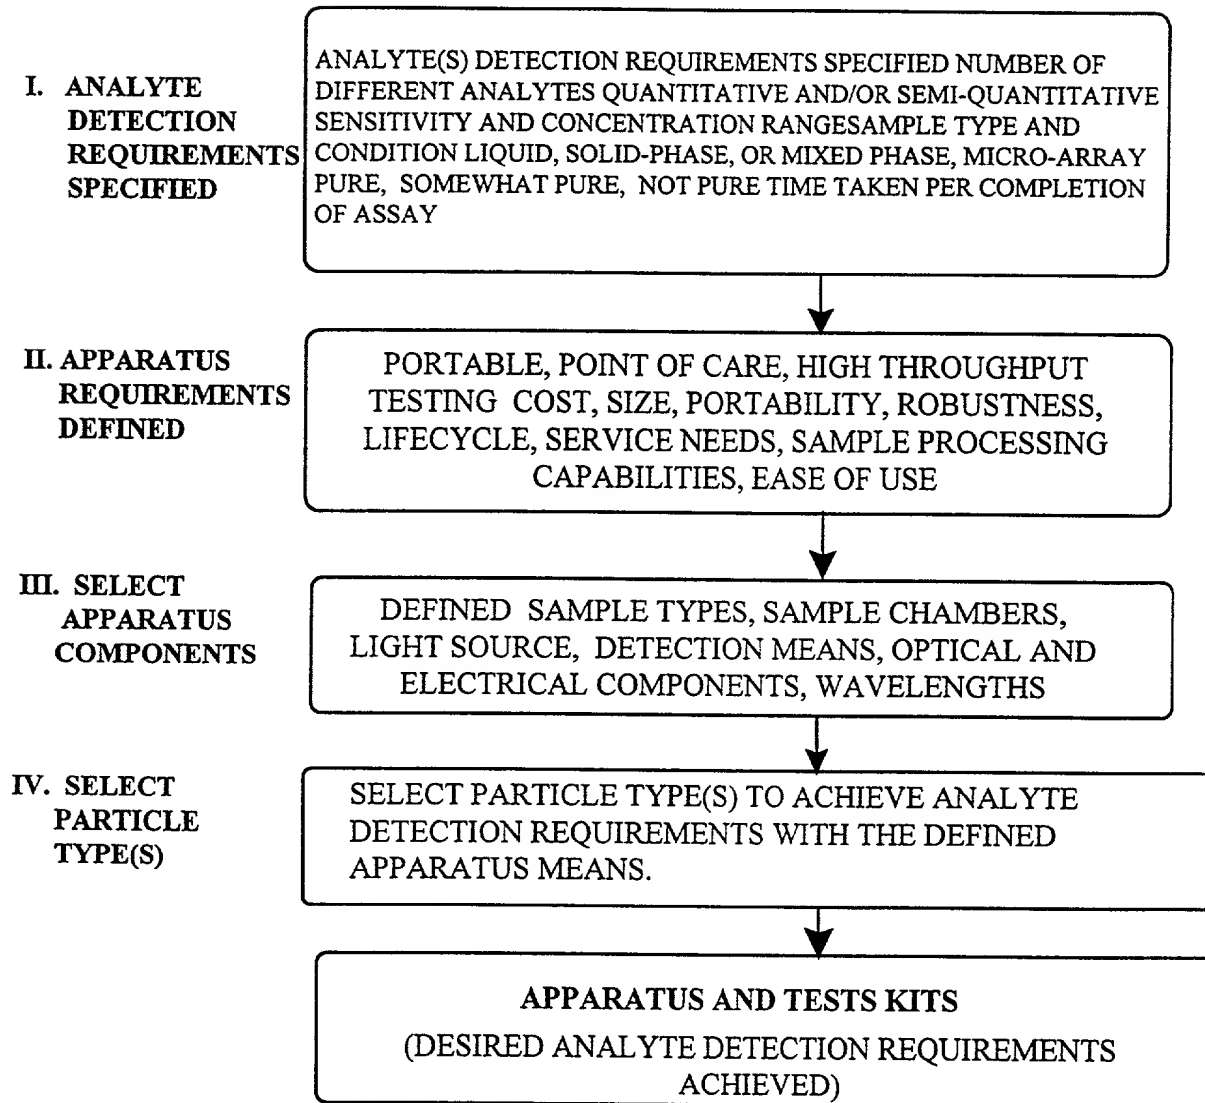 I. ANALYTE
DETECTION
REQUIREMENTS
SPECIFIED
ANALYTE(S) DETECTION REQUIREMENTS SPECIFIED NUMBER OF
DIFFERENT ANALYTES QUANTITATIVE AND/OR SEMI-QUANTITATIVE
SENSITIVITY AND CONCENTRATION RANGESAMPLE TYPE AND
CONDITION LIQUID, SOLID-PHASE, OR MIXED PHASE, MICRO-ARRAY
PURE, SOMEWHAT PURE, NOT PURE TIME TAKEN PER COMPLETION
OF ASSAY
II. APPARATUS
REQUIREMENTS
DEFINED
PORTABLE, POINT OF CARE, HIGH THROUGHPUT
TESTING COST, SIZE, PORTABILITY, ROBUSTNESS,
LIFECYCLE, SERVICE NEEDS, SAMPLE PROCESSING
CAPABILITIES, EASE OF USE
III. SELECT
APPARATUS
COMPONENTS
DEFINED SAMPLE TYPES, SAMPLE CHAMBERS,
LIGHT SOURCE, DETECTION MEANS, OPTICAL AND
ELECTRICAL COMPONENTS, WAVELENGTHS
IV. SELECT
PARTICLE
TYPE(S)
SELECT PARTICLE TYPE(S) TO ACHIEVE ANALYTE
DETECTION REQUIREMENTS WITH THE DEFINED
APPARATUS MEANS.
APPARATUS AND TESTS KITS
(DESIRED ANALYTE DETECTION REQUIREMENTS
ACHIEVED)